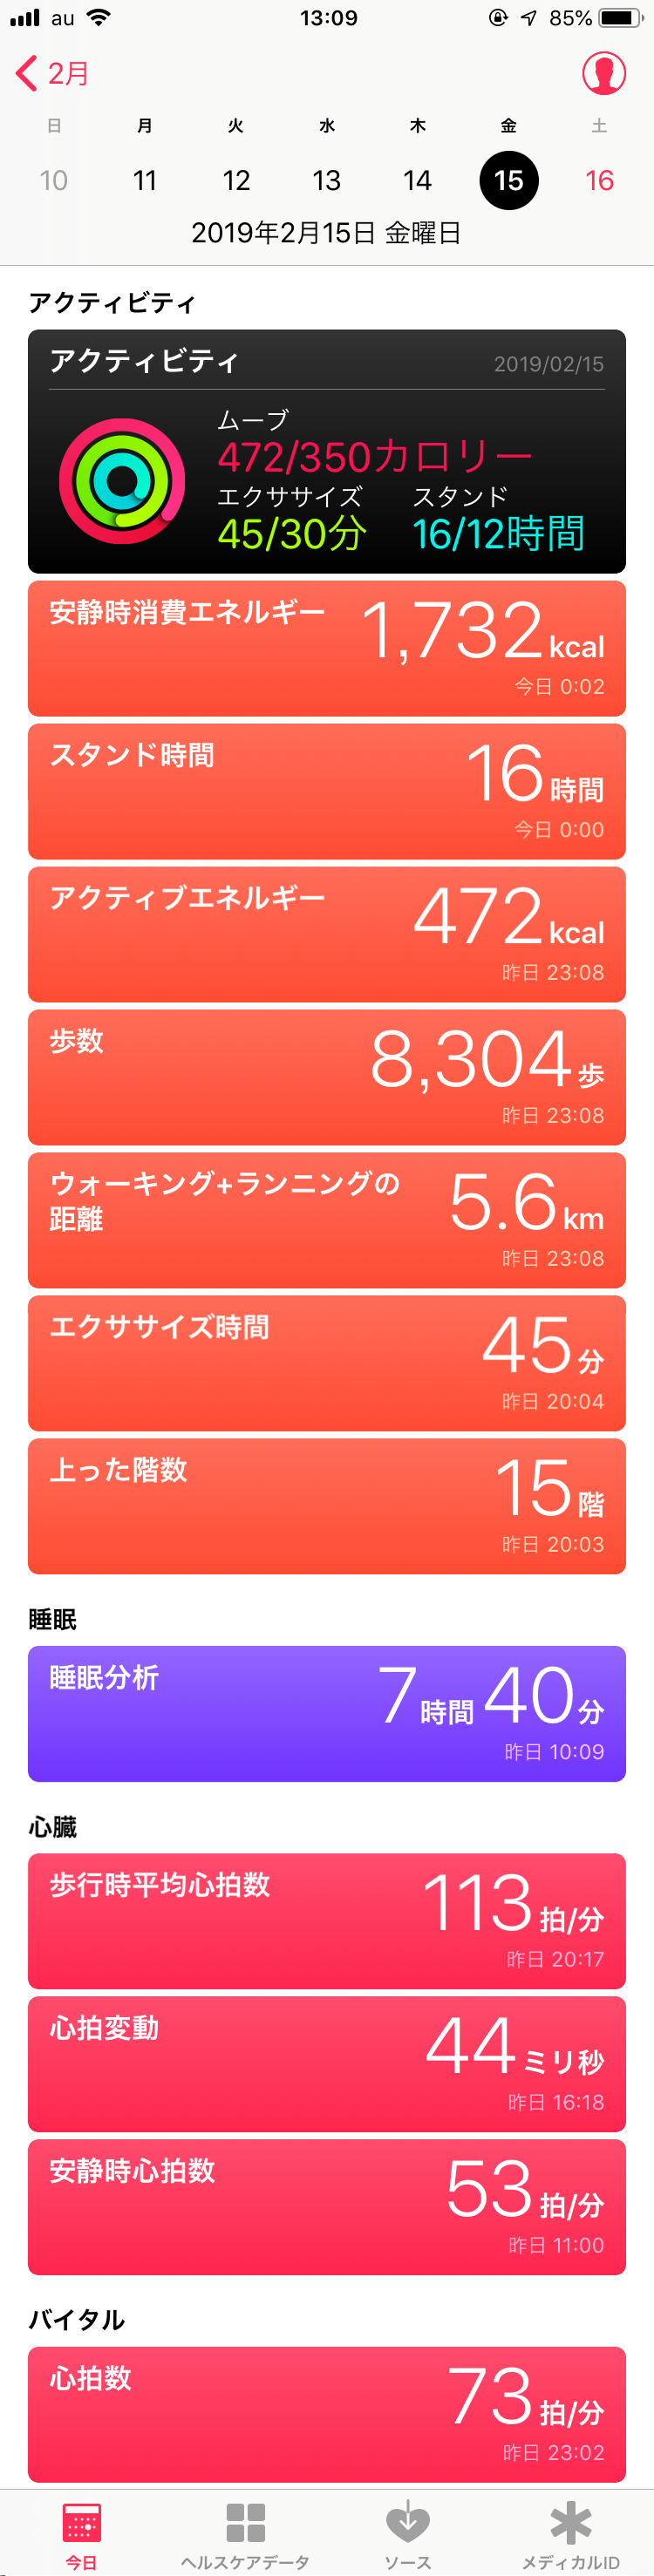 au 13:09 85%
2月
日 月 火 水 木 金 土
10 11 12 13 14 15 16
2019年2月15日 金曜日
アクティビティ
アクティビティ 2019/02/15
ムーブ
472/350カロリー
エクササイズ スタンド
45/30分 16/12時間
安静時消費エネルギー 1,732 kcal
今日 0:02
スタンド時間 16 時間
今日 0:00
アクティブエネルギー 472 kcal
昨日 23:08
歩数 8,304 歩
昨日 23:08
ウォーキング+ランニングの
距離 5.6 km
昨日 23:08
エクササイズ時間 45 分
昨日 20:04
上った階数 15 階
昨日 20:03
睡眠
睡眠分析 7 時間 40 分
昨日 10:09
心臓
歩行時平均心拍数 113 拍/分
昨日 20:17
心拍変動 44 ミリ秒
昨日 16:18
安静時心拍数 53 拍/分
昨日 11:00
バイタル
心拍数 73 拍/分
昨日 23:02
今日 ヘルスケアデータ ソース メディカルID